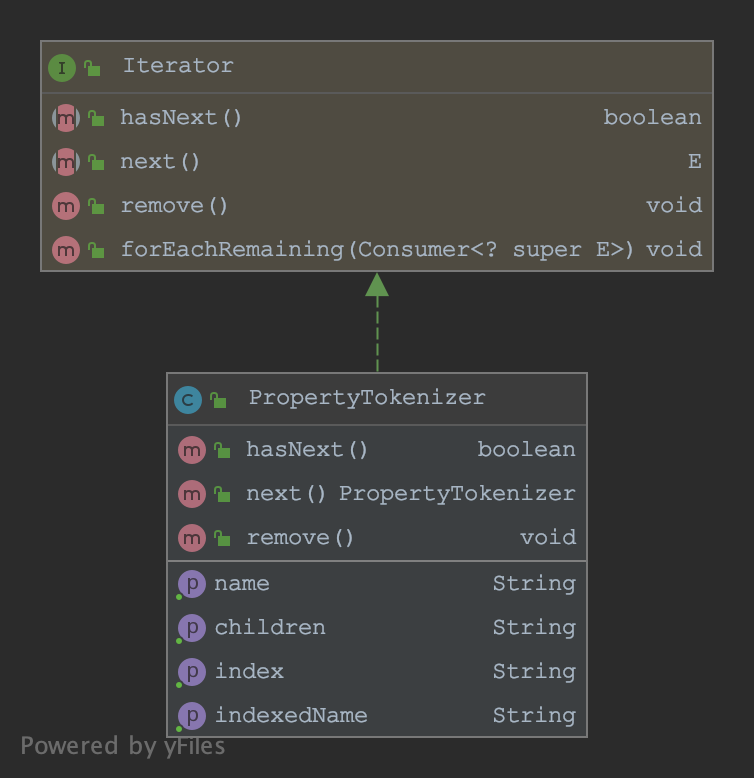 I Iterator
m hasNext() boolean
m next() E
m remove() void
m forEachRemaining(Consumer<? super E>) void
C PropertyTokenizer
m hasNext() boolean
m next() PropertyTokenizer
m remove() void
p name String
p children String
p index String
p indexedName String
Powered by yFiles